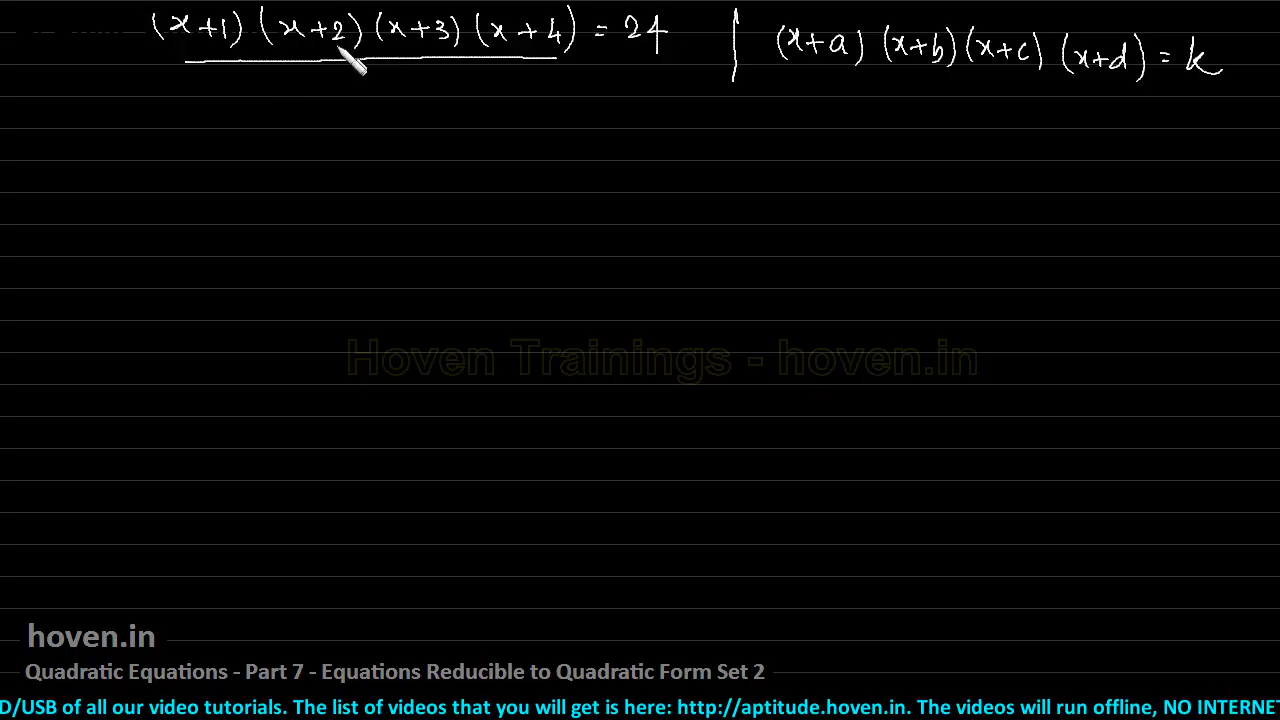 (x+1) (x+2) (x+3) (x+4) = 24 | (x+a) (x+b) (x+c) (x+d) = k
Hoven Trainings - hoven.in
hoven.in
Quadratic Equations - Part 7 - Equations Reducible to Quadratic Form Set 2
D/USB of all our video tutorials. The list of videos that you will get is here: http://aptitude.hoven.in. The videos will run offline, NO INTERNE